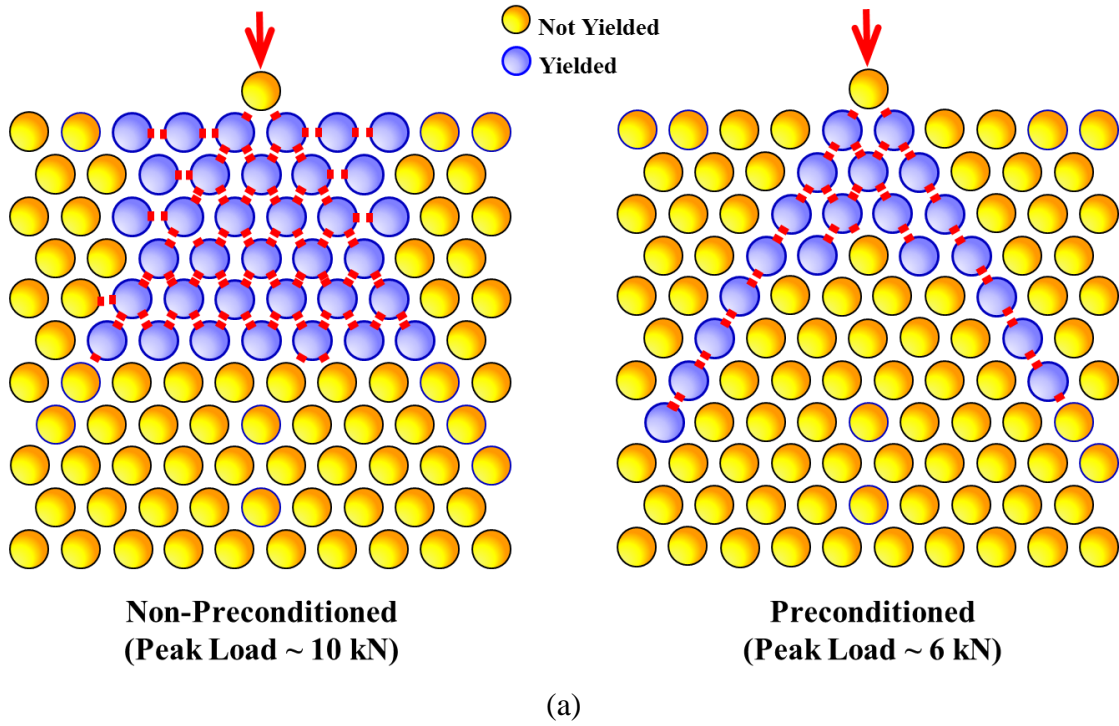 Not Yielded
Yielded
Non-Preconditioned
(Peak Load ~ 10 kN)
Preconditioned
(Peak Load ~ 6 kN)
(a)